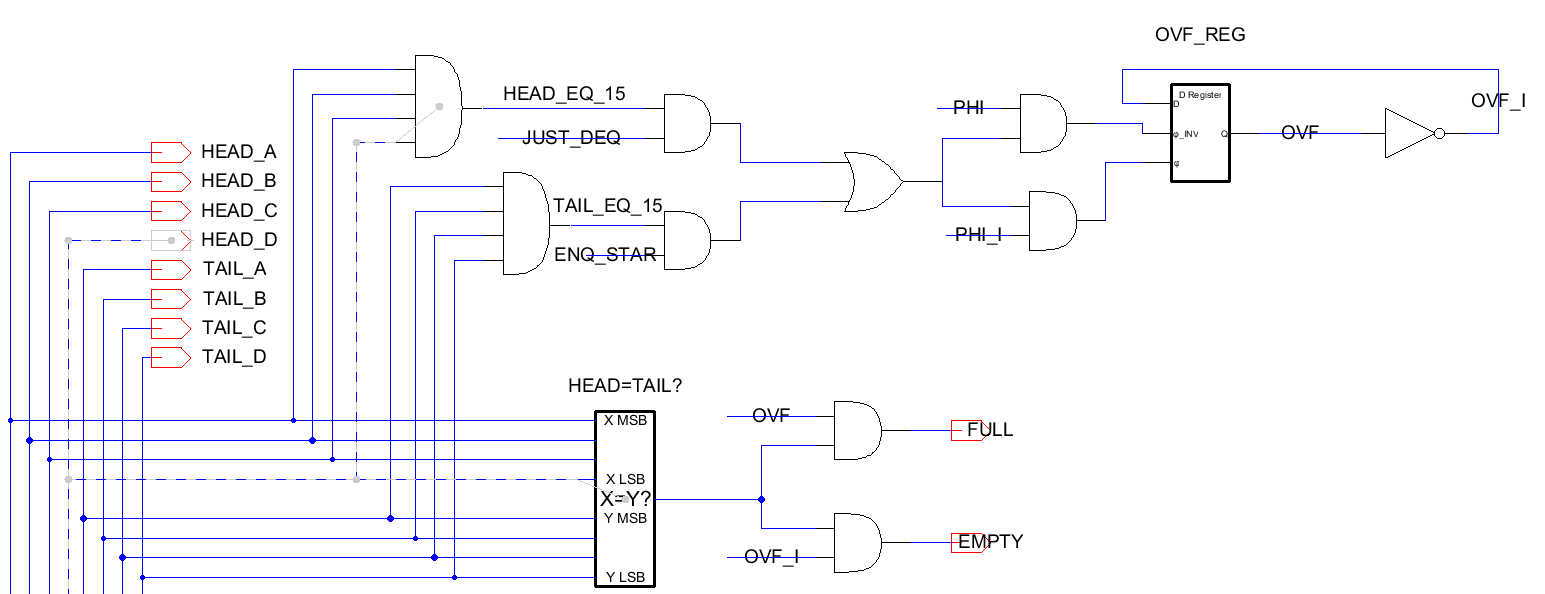 OVF_REG
HEAD_EQ_15
JUST_DEQ
PHI
D Register
D
φ_INV
Q
φ
OVF
OVF_I
HEAD_A
HEAD_B
HEAD_C
HEAD_D
TAIL_A
TAIL_B
TAIL_C
TAIL_D
TAIL_EQ_15
ENQ_STAR
PHI_I
HEAD=TAIL?
X MSB
X LSB
X=Y?
Y MSB
Y LSB
OVF
FULL
OVF_I
EMPTY